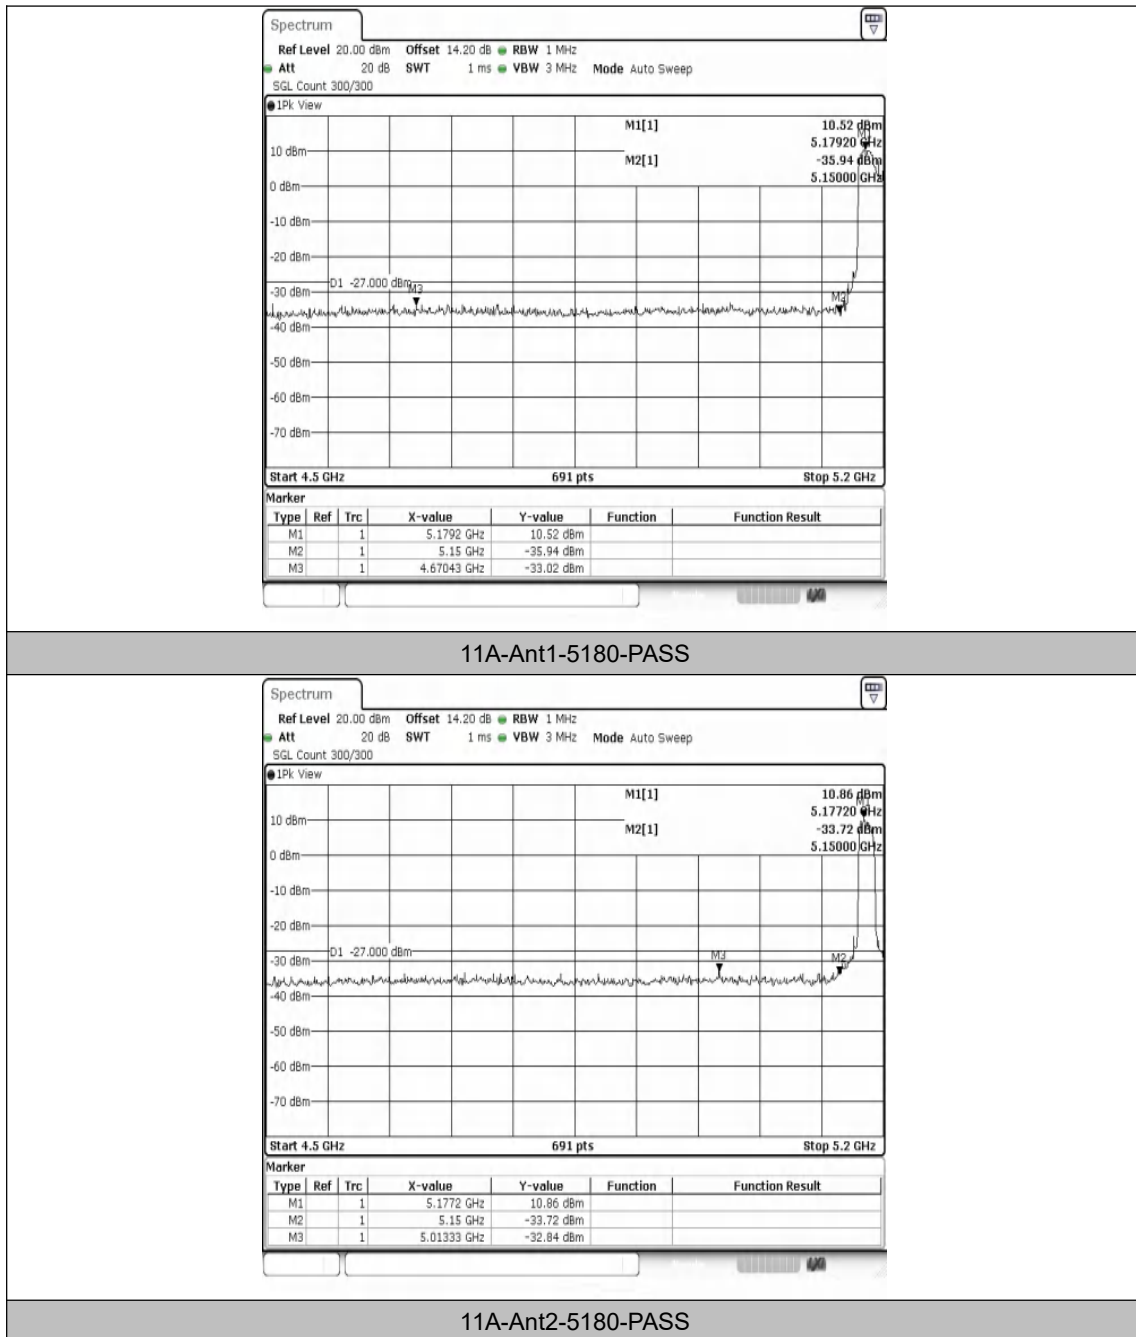 Spectrum
Ref Level 20.00 dBm Offset 14.20 dB RBW 1 MHz
Att 20 dB SWT 1 ms VBW 3 MHz Mode Auto Sweep
SGL Count 300/300
1Pk View
M1[1] 10.52 dBm
5.17920 GHz
M2[1] -35.94 dBm
5.15000 GHz
M1
10 dBm
0 dBm
-10 dBm
-20 dBm
D1 -27.000 dBm
M3
M2
-30 dBm
-40 dBm
-50 dBm
-60 dBm
-70 dBm
Start 4.5 GHz 691 pts Stop 5.2 GHz
Marker
Type Ref Trc X-value Y-value Function Function Result
M1 1 5.1792 GHz 10.52 dBm
M2 1 5.15 GHz -35.94 dBm
M3 1 4.67043 GHz -33.02 dBm
11A-Ant1-5180-PASS
Spectrum
Ref Level 20.00 dBm Offset 14.20 dB RBW 1 MHz
Att 20 dB SWT 1 ms VBW 3 MHz Mode Auto Sweep
SGL Count 300/300
1Pk View
M1[1] 10.86 dBm
5.17720 GHz
M2[1] -33.72 dBm
5.15000 GHz
M1
10 dBm
0 dBm
-10 dBm
-20 dBm
D1 -27.000 dBm
M3
M2
-30 dBm
-40 dBm
-50 dBm
-60 dBm
-70 dBm
Start 4.5 GHz 691 pts Stop 5.2 GHz
Marker
Type Ref Trc X-value Y-value Function Function Result
M1 1 5.1772 GHz 10.86 dBm
M2 1 5.15 GHz -33.72 dBm
M3 1 5.01333 GHz -32.84 dBm
11A-Ant2-5180-PASS